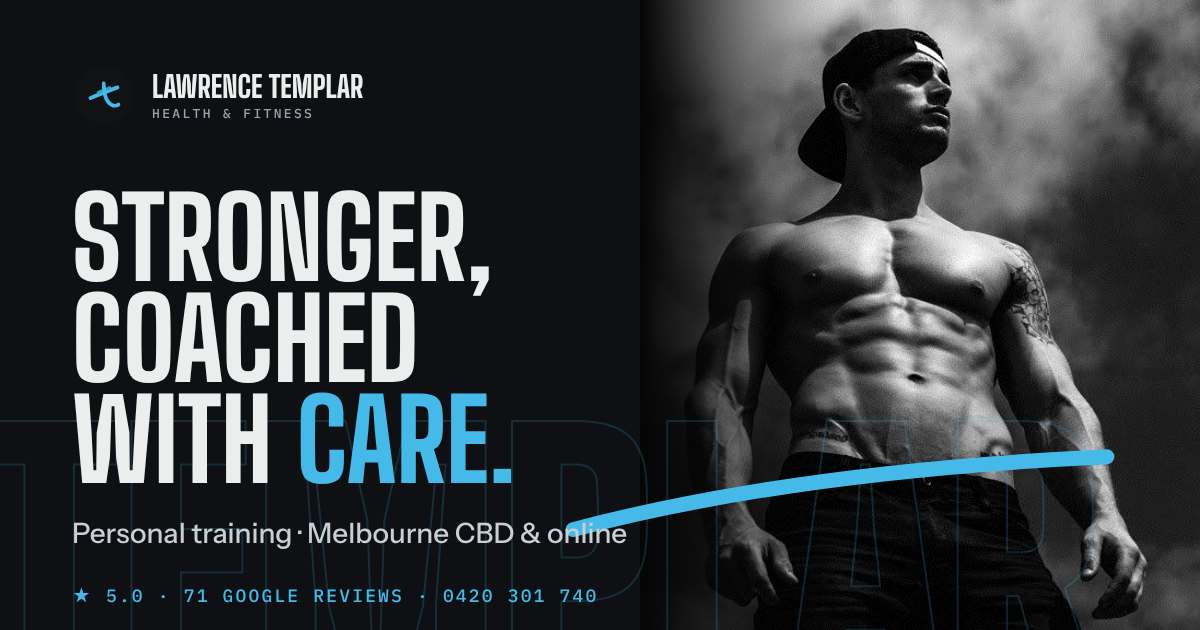 LAWRENCE TEMPLAR
HEALTH & FITNESS
STRONGER,
COACHED
WITH CARE.
Personal training · Melbourne CBD & online
★ 5.0 · 71 GOOGLE REVIEWS · 0420 301 740
TEMPLAR